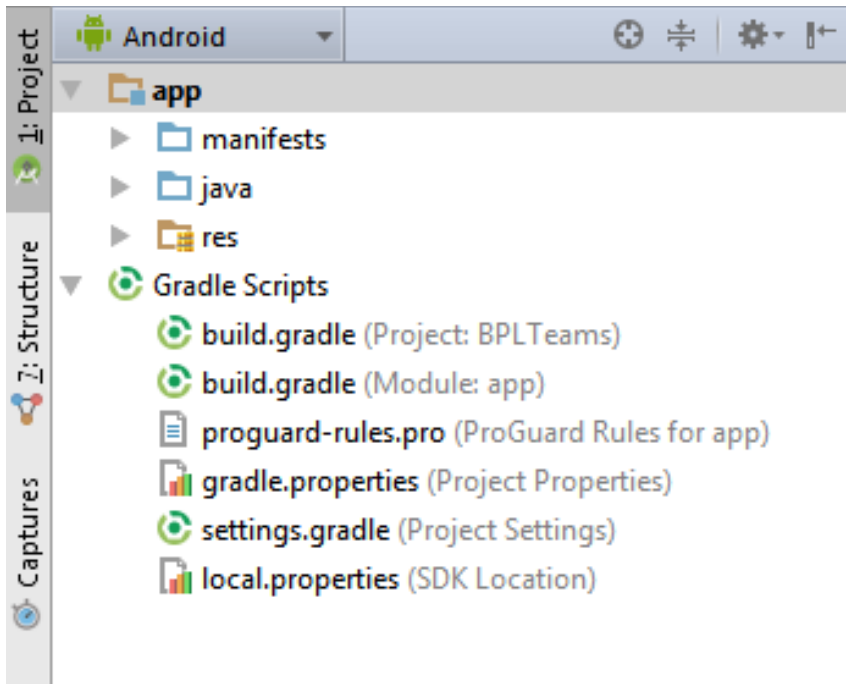 Android
1: Project
app
manifests
java
res
7: Structure
Gradle Scripts
build.gradle (Project: BPLTeams)
build.gradle (Module: app)
proguard-rules.pro (ProGuard Rules for app)
gradle.properties (Project Properties)
Captures
settings.gradle (Project Settings)
local.properties (SDK Location)